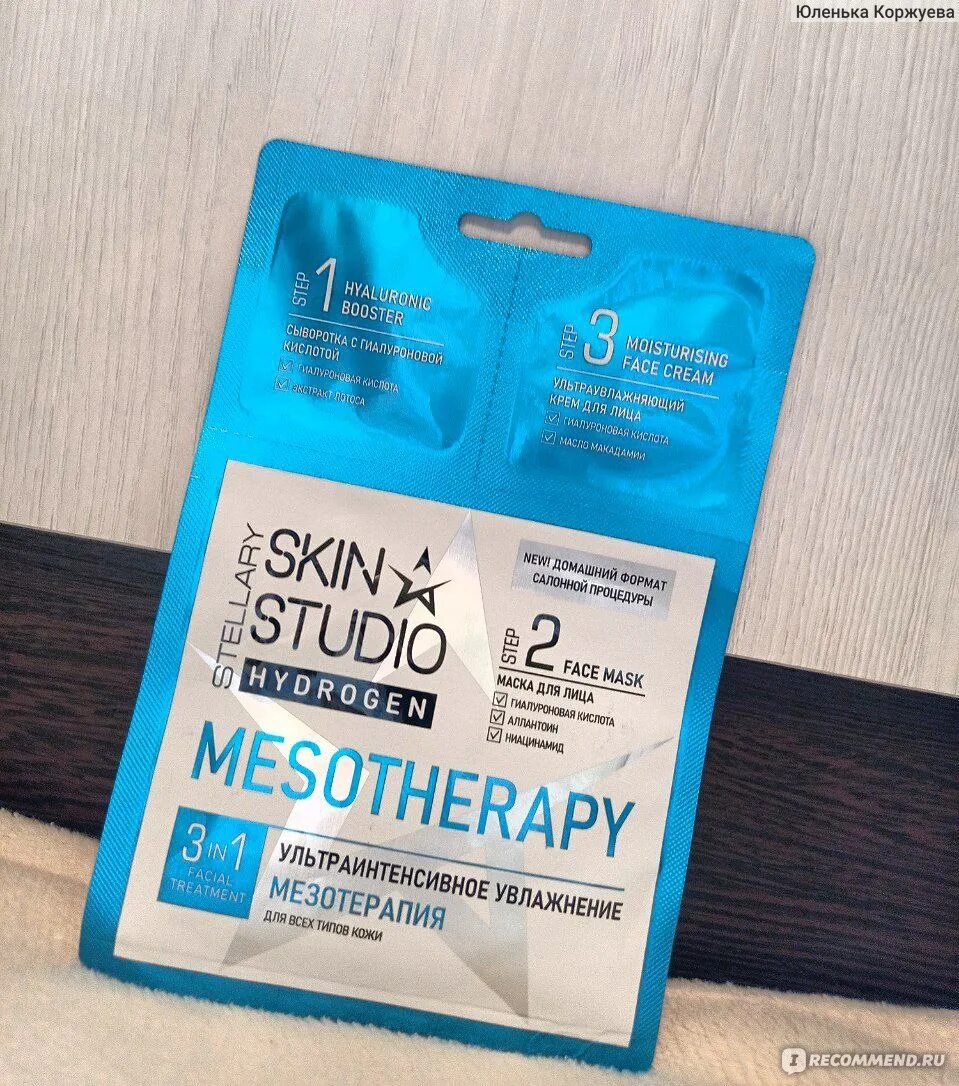 Юленька Коржуева
STEP 1 HYALURONIC
BOOSTER
СЫВОРОТКА С ГИАЛУРОНОВОЙ
КИСЛОТОЙ
ГИАЛУРОНОВАЯ КИСЛОТА
ЭКСТРАКТ ЛОТОСА
STEP 3 MOISTURISING
FACE CREAM
УЛЬТРАУВЛАЖНЯЮЩИЙ
КРЕМ ДЛЯ ЛИЦА
ГИАЛУРОНОВАЯ КИСЛОТА
МАСЛО МАКАДАМИИ
STELLARY
SKIN
STUDIO
HYDROGEN
NEW! ДОМАШНИЙ ФОРМАТ
САЛОННОЙ ПРОЦЕДУРЫ
STEP 2 FACE MASK
МАСКА ДЛЯ ЛИЦА
ГИАЛУРОНОВАЯ КИСЛОТА
АЛЛАНТОИН
НИАЦИНАМИД
MESOTHERAPY
3 IN 1
FACIAL
TREATMENT
УЛЬТРАИНТЕНСИВНОЕ УВЛАЖНЕНИЕ
МЕЗОТЕРАПИЯ
ДЛЯ ВСЕХ ТИПОВ КОЖИ
IRECOMMEND.RU